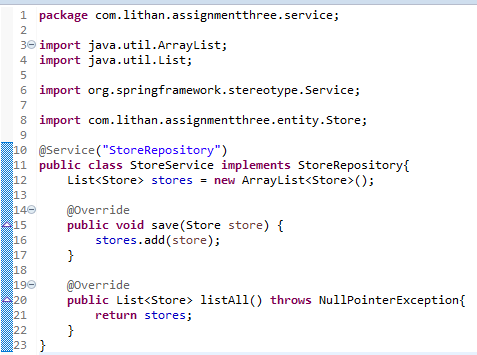 1 package com.lithan.assignmentthree.service;
2
3 import java.util.ArrayList;
4 import java.util.List;
5
6 import org.springframework.stereotype.Service;
7
8 import com.lithan.assignmentthree.entity.Store;
9
10 @Service("StoreRepository")
11 public class StoreService implements StoreRepository{
12     List<Store> stores = new ArrayList<Store>();
13
14     @Override
15     public void save(Store store) {
16         stores.add(store);
17     }
18
19     @Override
20     public List<Store> listAll() throws NullPointerException{
21         return stores;
22     }
23 }